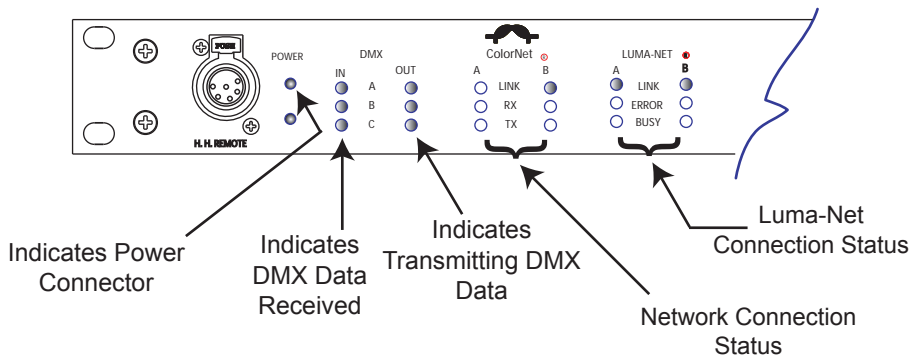 PUSH
POWER
H. H. REMOTE
DMX
IN
OUT
A
B
C
ColorNet
A
B
LINK
RX
TX
LUMA-NET
A
B
LINK
ERROR
BUSY
Indicates Power
Connector
Indicates
DMX Data
Received
Indicates
Transmitting DMX
Data
Network Connection
Status
Luma-Net
Connection Status